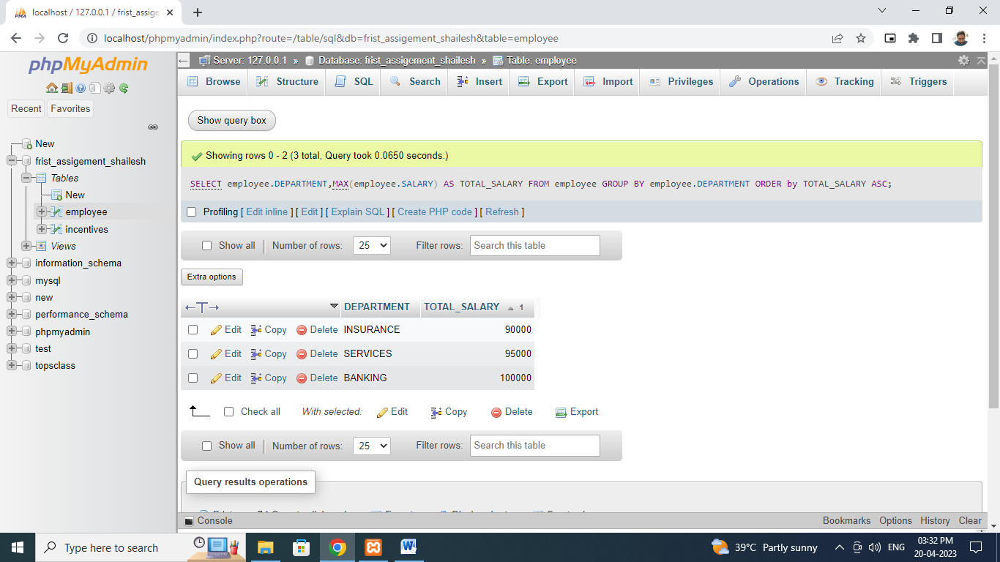 localhost / 127.0.0.1 / frist_assige
localhost/phpmyadmin/index.php?route=/table/sql&db=frist_assigement_shailesh&table=employee
phpMyAdmin
Recent Favorites
New
frist_assigement_shailesh
Tables
New
employee
incentives
Views
information_schema
mysql
new
performance_schema
phpmyadmin
test
topsclass
Server: 127.0.0.1 » Database: frist_assigement_shailesh » Table: employee
Browse Structure SQL Search Insert Export Import Privileges Operations Tracking Triggers
Show query box
Showing rows 0 - 2 (3 total, Query took 0.0650 seconds.)
SELECT employee.DEPARTMENT,MAX(employee.SALARY) AS TOTAL_SALARY FROM employee GROUP BY employee.DEPARTMENT ORDER by TOTAL_SALARY ASC;
Profiling [ Edit inline ] [ Edit ] [ Explain SQL ] [ Create PHP code ] [ Refresh ]
Show all Number of rows: 25 Filter rows: Search this table
Extra options
←T→ DEPARTMENT TOTAL_SALARY 1
Edit Copy Delete INSURANCE 90000
Edit Copy Delete SERVICES 95000
Edit Copy Delete BANKING 100000
Check all With selected: Edit Copy Delete Export
Show all Number of rows: 25 Filter rows: Search this table
Query results operations
Console Bookmarks Options History Clear
Type here to search
39°C Partly sunny
ENG
03:32 PM
20-04-2023